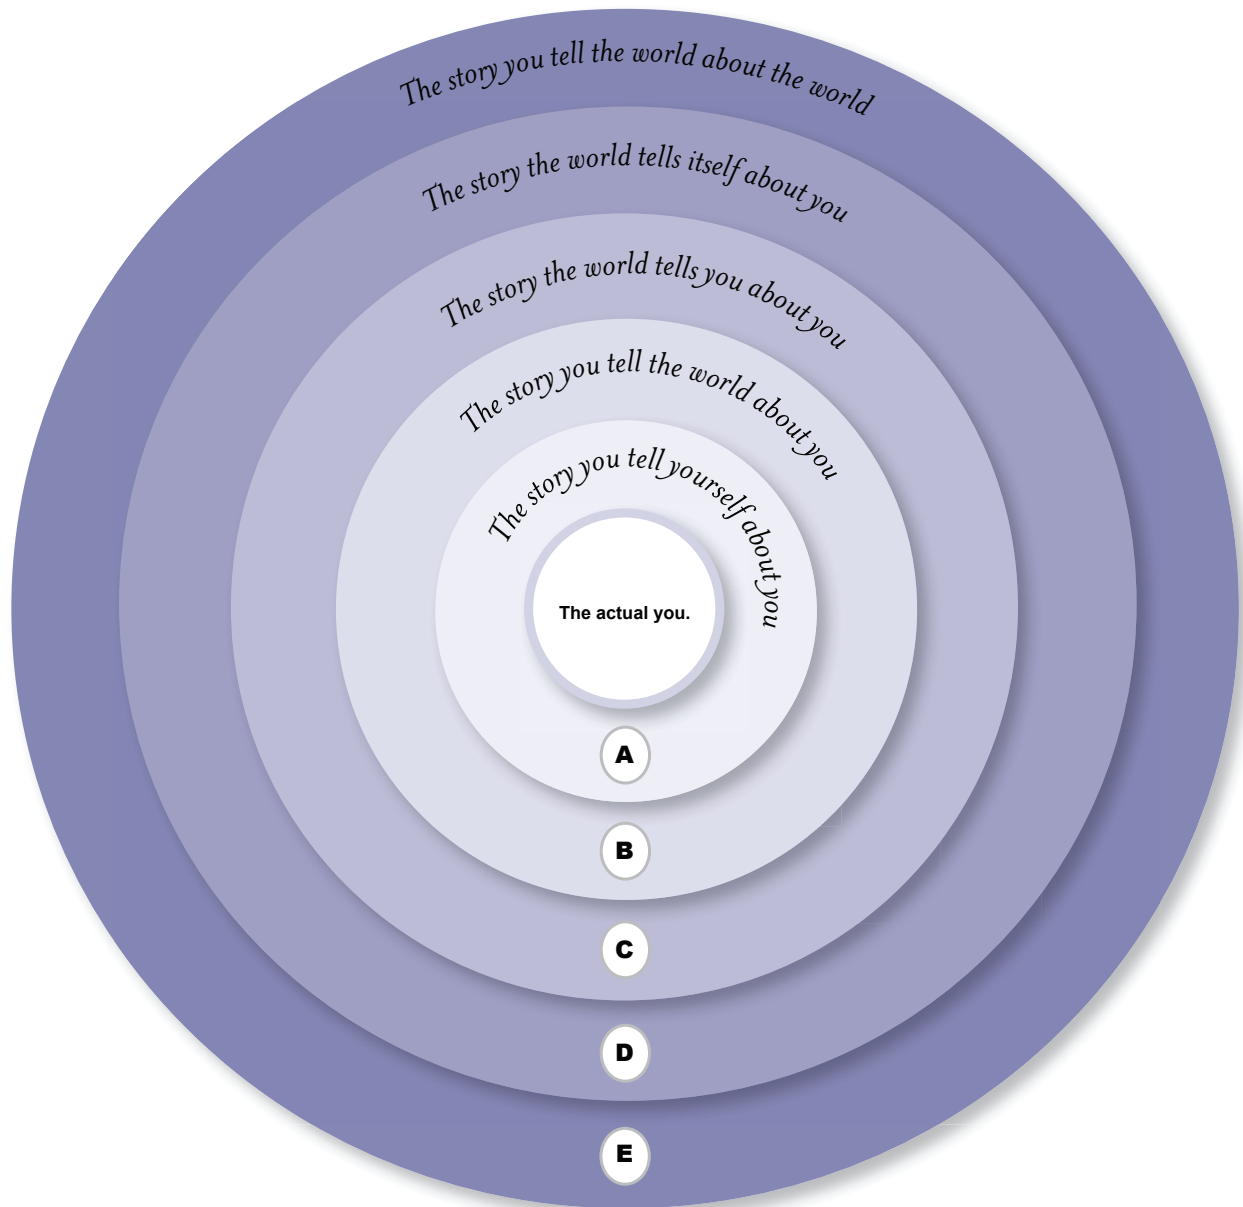 The story you tell the world about the world
The story the world tells itself about you
The story the world tells you about you
The story you tell the world about you
The story you tell yourself about you
The actual you.
A
B
C
D
E